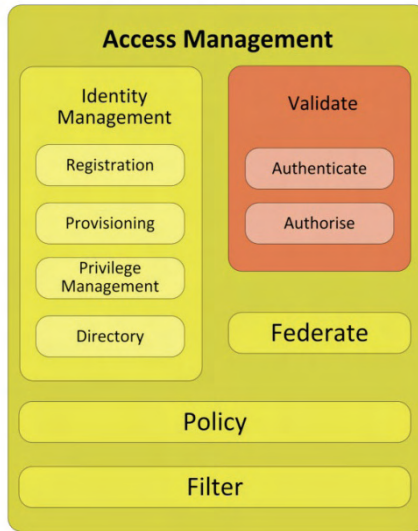 Access Management
Identity
Management
Registration
Provisioning
Privilege
Management
Directory
Validate
Authenticate
Authorise
Federate
Policy
Filter